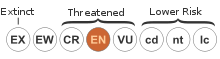 Extinct Threatened Lower Risk
EX EW CR EN VU cd nt lc